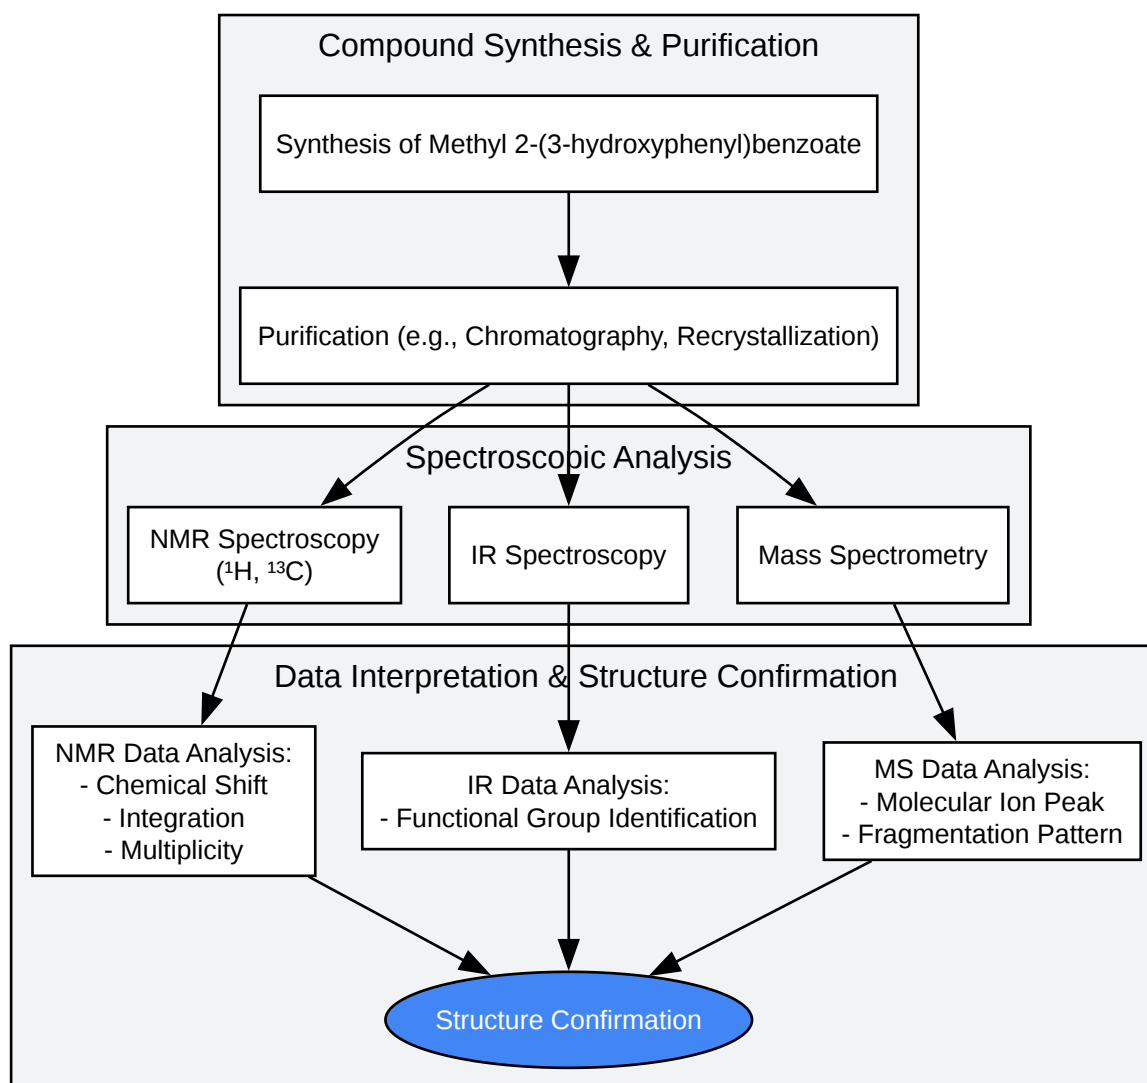 Compound Synthesis & Purification
Synthesis of Methyl 2-(3-hydroxyphenyl)benzoate
Purification (e.g., Chromatography, Recrystallization)
Spectroscopic Analysis
NMR Spectroscopy
(¹H, ¹³C)
IR Spectroscopy
Mass Spectrometry
Data Interpretation & Structure Confirmation
NMR Data Analysis:
- Chemical Shift
- Integration
- Multiplicity
IR Data Analysis:
- Functional Group Identification
MS Data Analysis:
- Molecular Ion Peak
- Fragmentation Pattern
Structure Confirmation